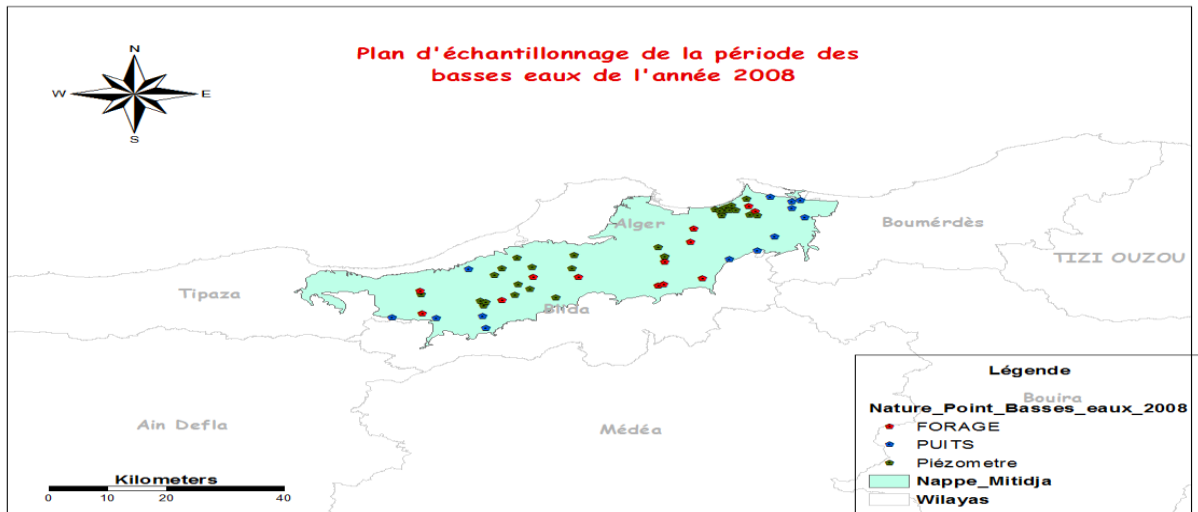 Plan d'échantillonnage de la période des
basses eaux de l'année 2008
N
W
E
S
Alger
Boumérdès
TIZI OUZOU
Tipaza
Blida
Ain Defla
Médéa
Bouira
Légende
Nature_Point_Basses_eaux_2008
FORAGE
PUITS
Piézometre
Nappe_Mitidja
Wilayas
Kilometers
0 10 20 40